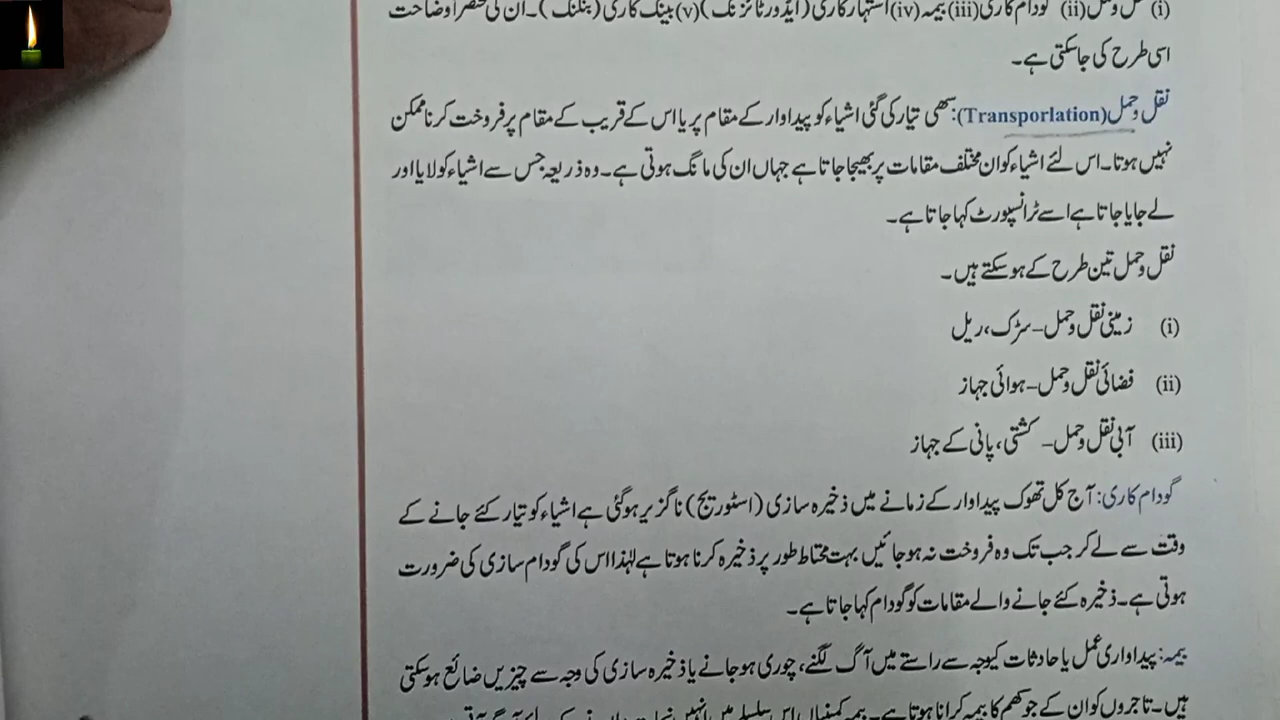 (i) نقل وحمل (ii) گودام کاری (iii) بیمہ (iv) اشتہار کاری (ایڈورٹائزنگ) (v) بینک کاری (بنکنگ)۔ ان کی مختصراً وضاحت
اسی طرح کی جاسکتی ہے۔
نقل وحمل (Transporlation): سبھی تیار کی گئی اشیاء کو پیداوار کے مقام پر یا اس کے قریب کے مقام پر فروخت کرنا ممکن
نہیں ہوتا۔ اس لئے اشیاء کو ان مختلف مقامات پر بھیجا جاتا ہے جہاں ان کی مانگ ہوتی ہے۔ وہ ذریعہ جس سے اشیاء کو لایا اور
لے جایا جاتا ہے اسے ٹرانسپورٹ کہا جاتا ہے۔
نقل وحمل تین طرح کے ہوسکتے ہیں۔
(i) زمینی نقل وحمل – سڑک، ریل
(ii) فضائی نقل وحمل – ہوائی جہاز
(iii) آبی نقل وحمل – کشتی، پانی کے جہاز
گودام کاری: آج کل تھوک پیداوار کے زمانے میں ذخیرہ سازی (اسٹوریج) ناگزیر ہوگئی ہے اشیاء کو تیار کئے جانے کے
وقت سے لے کر جب تک وہ فروخت نہ ہوجائیں بہت محتاط طور پر ذخیرہ کرنا ہوتا ہے لہٰذا اس کی گودام سازی کی ضرورت
ہوتی ہے۔ ذخیرہ کئے جانے والے مقامات کو گودام کہا جاتا ہے۔
بیمہ: پیداواری عمل یا حادثات کیوجہ سے راستے میں آگ لگنے، چوری ہوجانے یا ذخیرہ سازی کی وجہ سے چیزیں ضائع ہوسکتی
ہیں۔ تاجروں کو ان کے جوکھم کا بیمہ کرانا ہوتا ہے۔ بیمہ کمپنیاں اس سلسلے میں انہیں